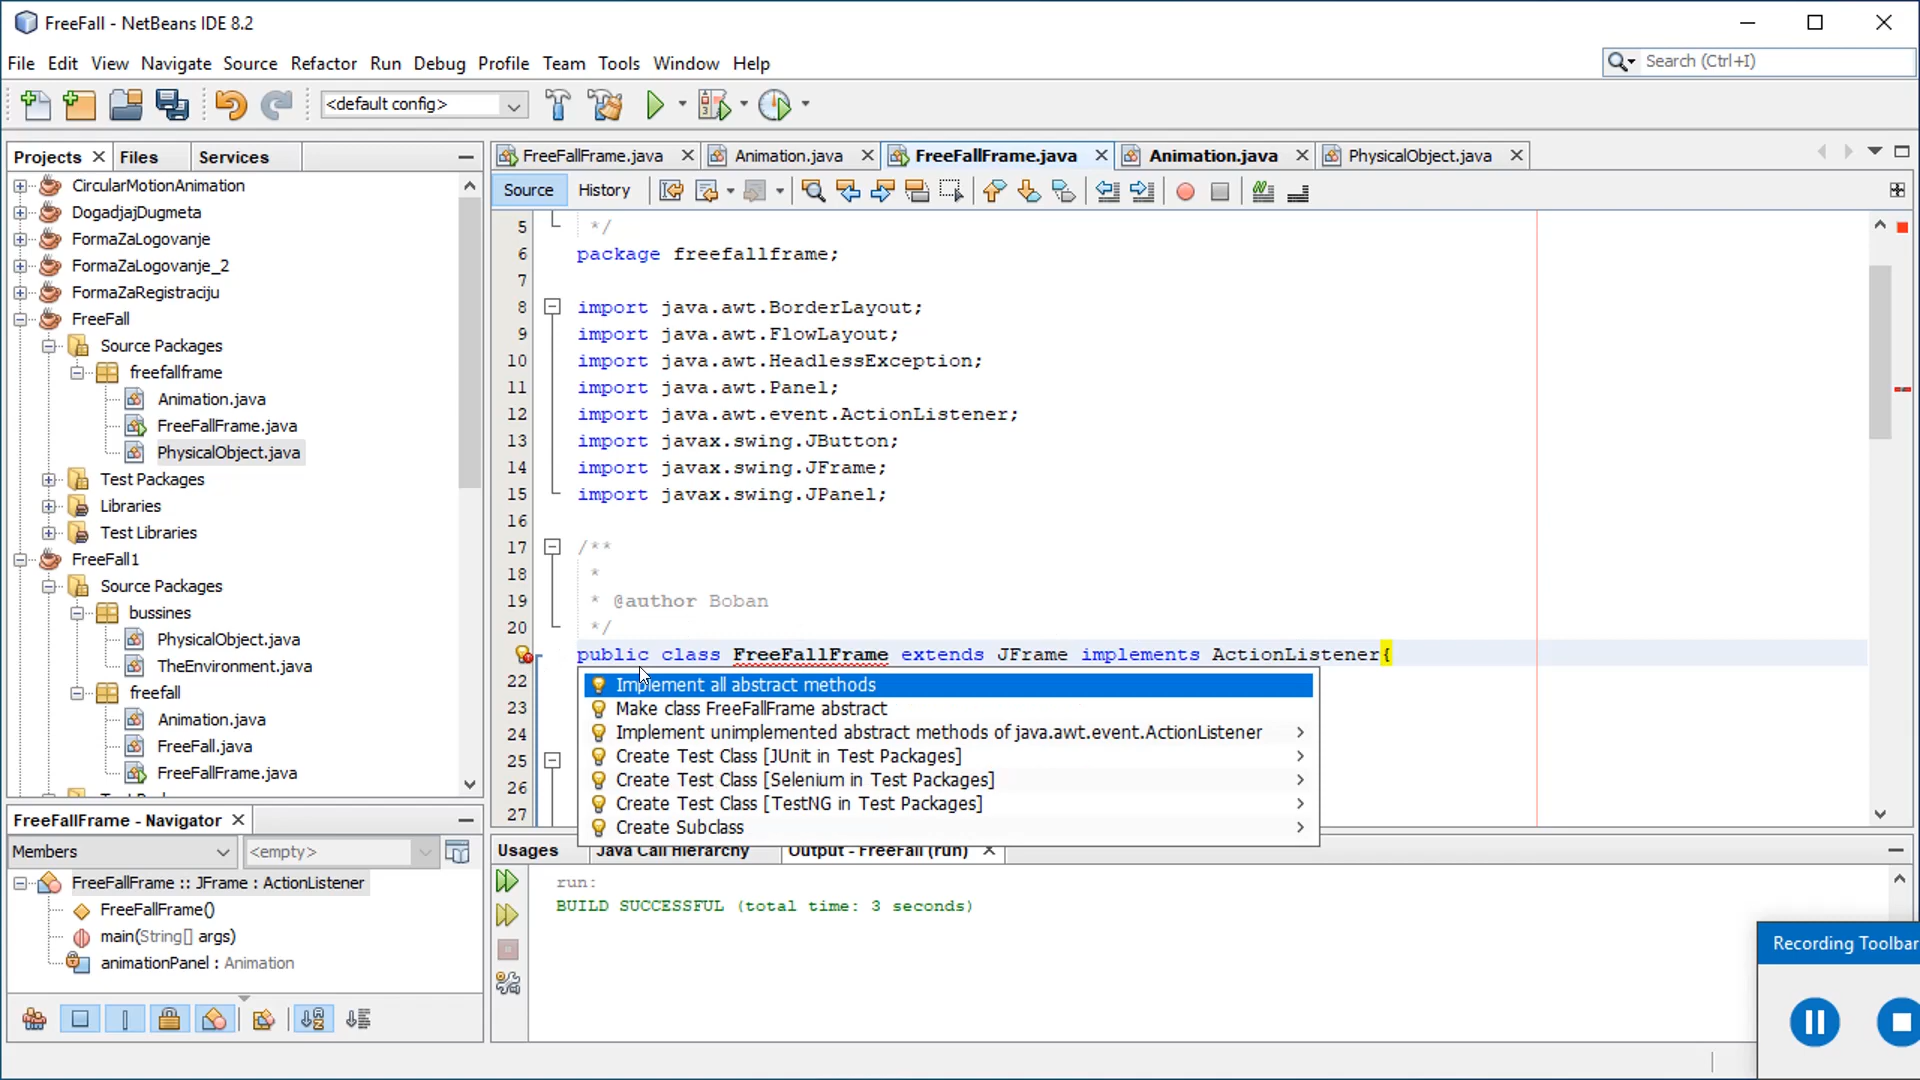 FreeFall - NetBeans IDE 8.2
File Edit View Navigate Source Refactor Run Debug Profile Team Tools Window Help
Search (Ctrl+I)
<default config>
Projects Files Services
CircularMotionAnimation
DogadjajDugmeta
FormaZaLogovanje
FormaZaLogovanje_2
FormaZaRegistraciju
FreeFall
Source Packages
freefallframe
Animation.java
FreeFallFrame.java
PhysicalObject.java
Test Packages
Libraries
Test Libraries
FreeFall1
Source Packages
bussines
PhysicalObject.java
TheEnvironment.java
freefall
Animation.java
FreeFall.java
FreeFallFrame.java
FreeFallFrame - Navigator
Members <empty>
FreeFallFrame :: JFrame : ActionListener
FreeFallFrame()
main(String[] args)
animationPanel : Animation
FreeFallFrame.java Animation.java FreeFallFrame.java Animation.java PhysicalObject.java
Source History
5 */
6 package freefallframe;
7
8 import java.awt.BorderLayout;
9 import java.awt.FlowLayout;
10 import java.awt.HeadlessException;
11 import java.awt.Panel;
12 import java.awt.event.ActionListener;
13 import javax.swing.JButton;
14 import javax.swing.JFrame;
15 import javax.swing.JPanel;
16
17 /**
18 *
19 * @author Boban
20 */
public class FreeFallFrame extends JFrame implements ActionListener{
22
23
24
25
26
27
Implement all abstract methods
Make class FreeFallFrame abstract
Implement unimplemented abstract methods of java.awt.event.ActionListener
Create Test Class [JUnit in Test Packages]
Create Test Class [Selenium in Test Packages]
Create Test Class [TestNG in Test Packages]
Create Subclass
Usages Java Call Hierarchy Output - FreeFall (run)
run:
BUILD SUCCESSFUL (total time: 3 seconds)
Recording Toolbar